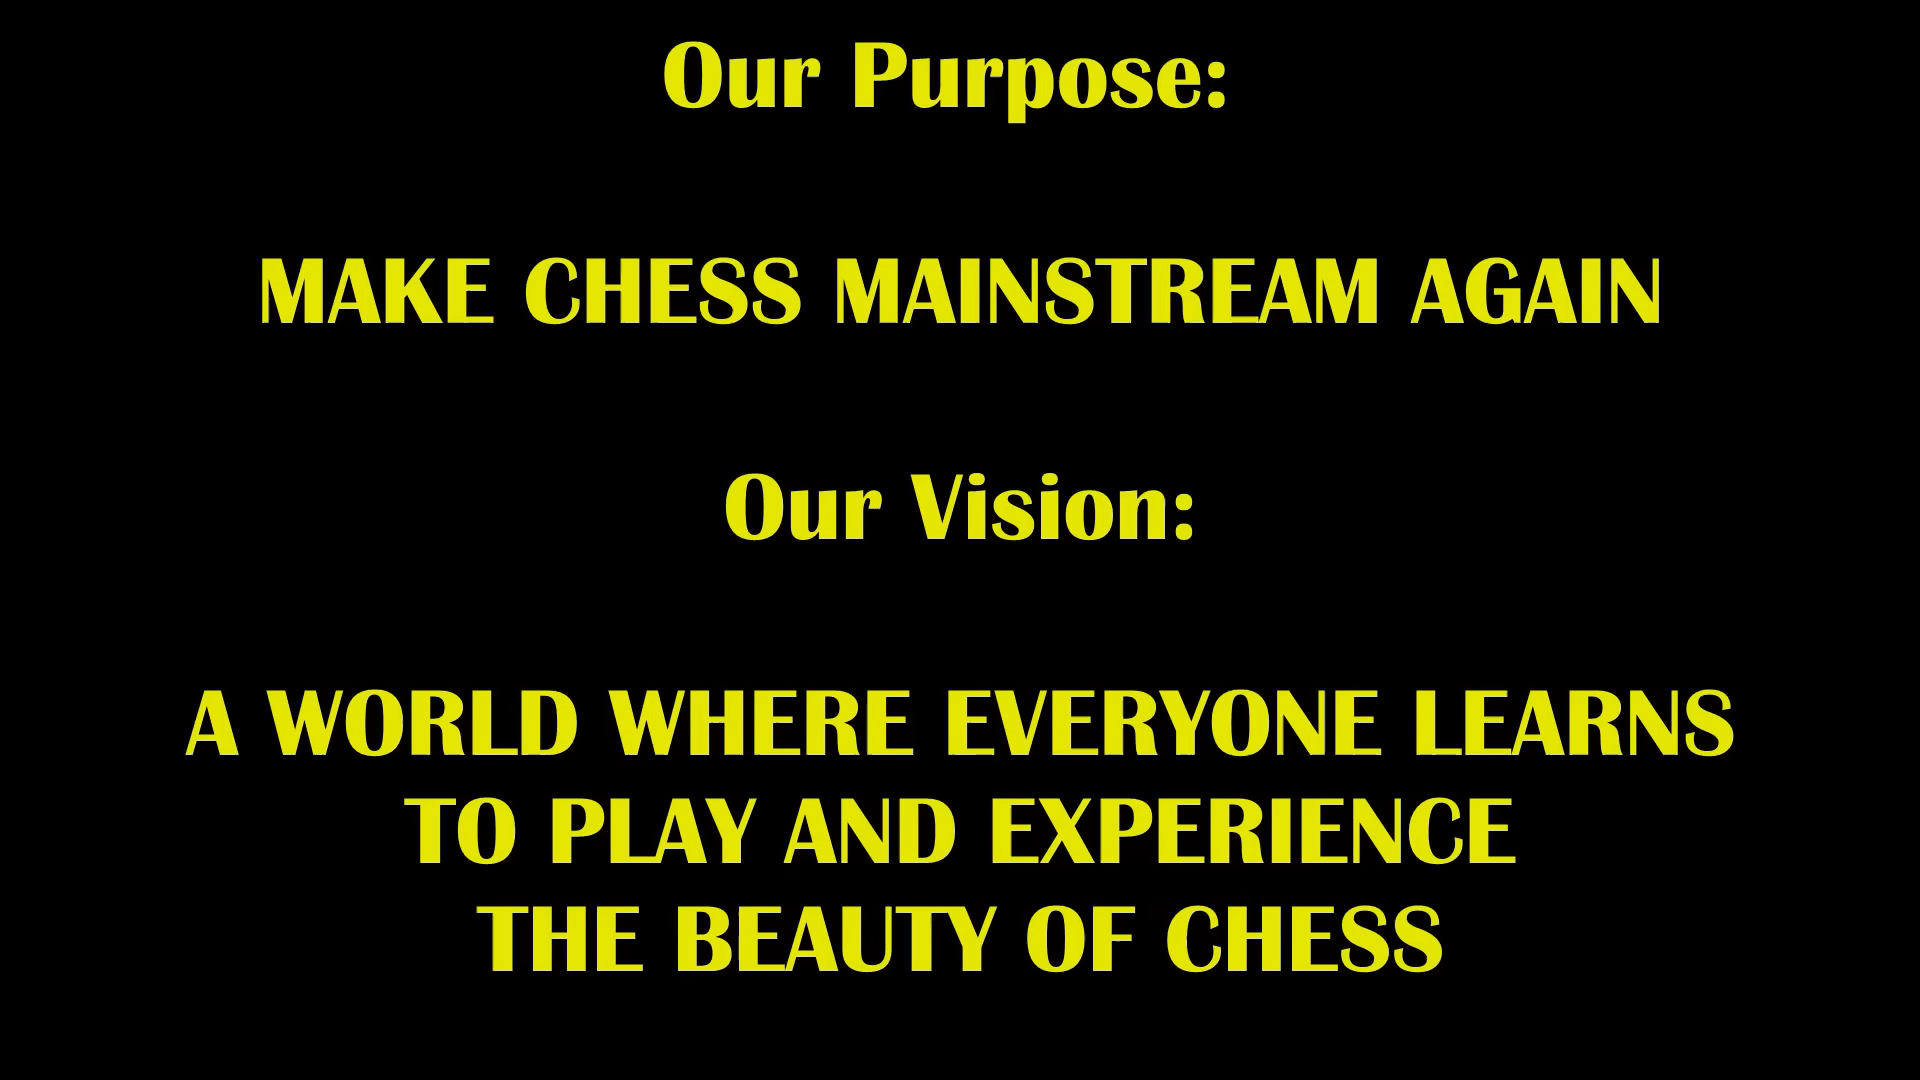 Our Purpose:
MAKE CHESS MAINSTREAM AGAIN
Our Vision:
A WORLD WHERE EVERYONE LEARNS
TO PLAY AND EXPERIENCE
THE BEAUTY OF CHESS